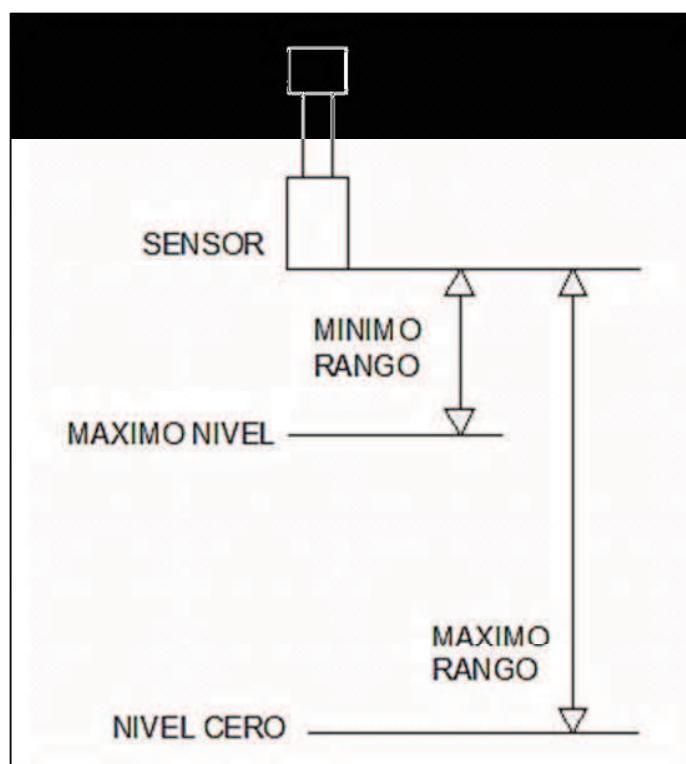 SENSOR
MINIMO
RANGO
MAXIMO NIVEL
MAXIMO
RANGO
NIVEL CERO